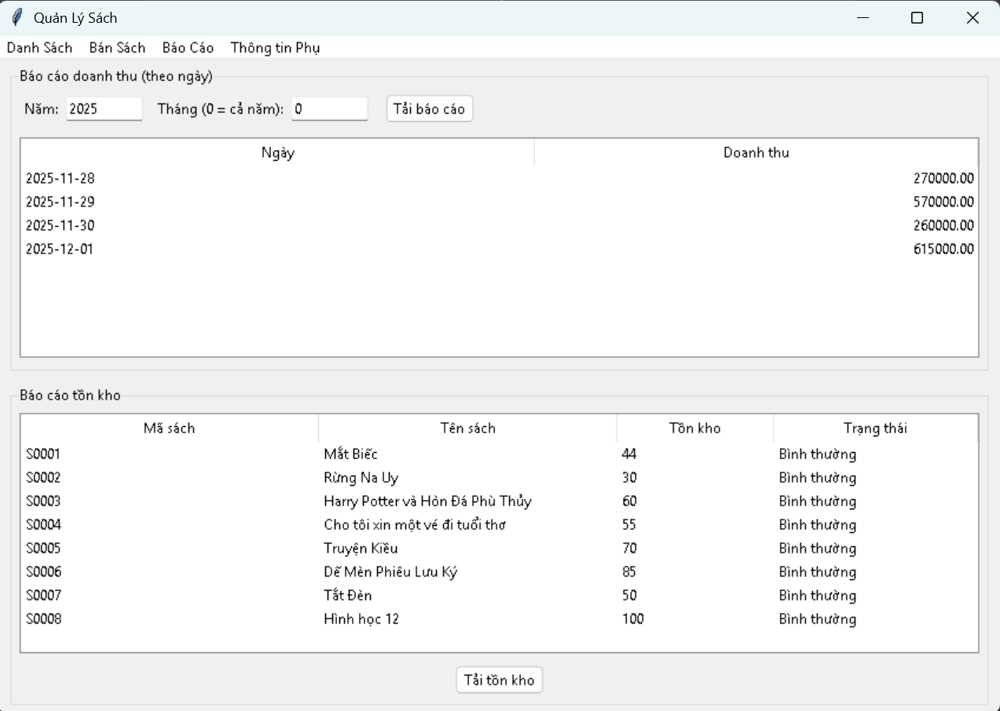 Quản Lý Sách
Danh Sách Bán Sách Báo Cáo Thông tin Phụ
Báo cáo doanh thu (theo ngày)
Năm: 2025 Tháng (0 = cả năm): 0 Tải báo cáo
Ngày Doanh thu
2025-11-28 270000.00
2025-11-29 570000.00
2025-11-30 260000.00
2025-12-01 615000.00
Báo cáo tồn kho
Mã sách Tên sách Tồn kho Trạng thái
S0001 Mắt Biếc 44 Bình thường
S0002 Rừng Na Uy 30 Bình thường
S0003 Harry Potter và Hòn Đá Phù Thủy 60 Bình thường
S0004 Cho tôi xin một vé đi tuổi thơ 55 Bình thường
S0005 Truyện Kiều 70 Bình thường
S0006 Dế Mèn Phiêu Lưu Ký 85 Bình thường
S0007 Tắt Đèn 50 Bình thường
S0008 Hình học 12 100 Bình thường
Tải tồn kho